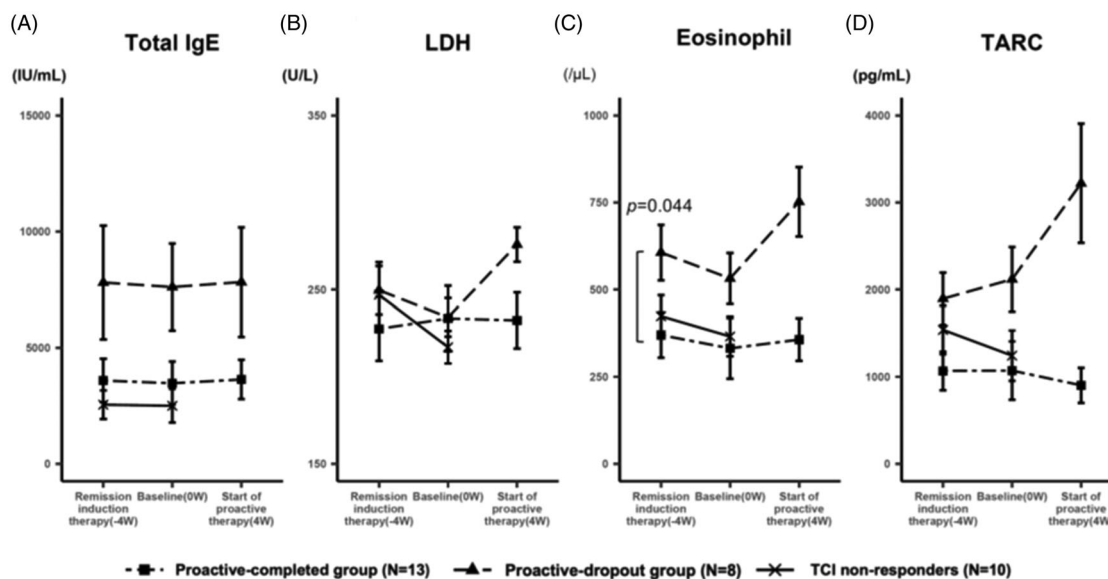 (A)
Total IgE
(IU/mL)
15000
10000
5000
0
Remission
induction
therapy(-4W)
Baseline(0W)
Start of
proactive
therapy(4W)
(B)
LDH
(U/L)
350
250
150
Remission
induction
therapy(-4W)
Baseline(0W)
Start of
proactive
therapy(4W)
(C)
Eosinophil
(/µL)
1000
750
p=0.044
500
250
0
Remission
induction
therapy(-4W)
Baseline(0W)
Start of
proactive
therapy(4W)
(D)
TARC
(pg/mL)
4000
3000
2000
1000
0
Remission
induction
therapy(-4W)
Baseline(0W)
Start of
proactive
therapy(4W
Proactive-completed group (N=13)
Proactive-dropout group (N=8)
TCI non-responders (N=10)